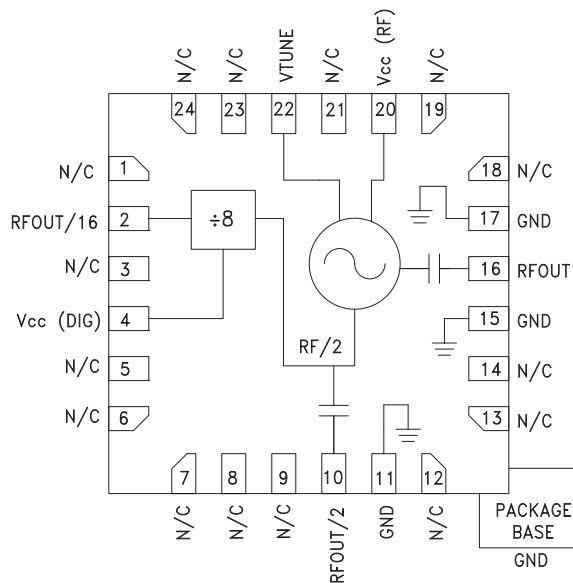 N/C
N/C
VTUNE
N/C
Vcc (RF)
N/C
24
23
22
21
20
19
N/C
1
RFOUT/16
2
N/C
3
Vcc (DIG)
4
N/C
5
N/C
6
÷8
RF/2
18
N/C
17
GND
16
RFOUT
15
GND
14
N/C
13
N/C
7
8
9
10
11
12
N/C
N/C
N/C
RFOUT/2
GND
N/C
PACKAGE
BASE
GND